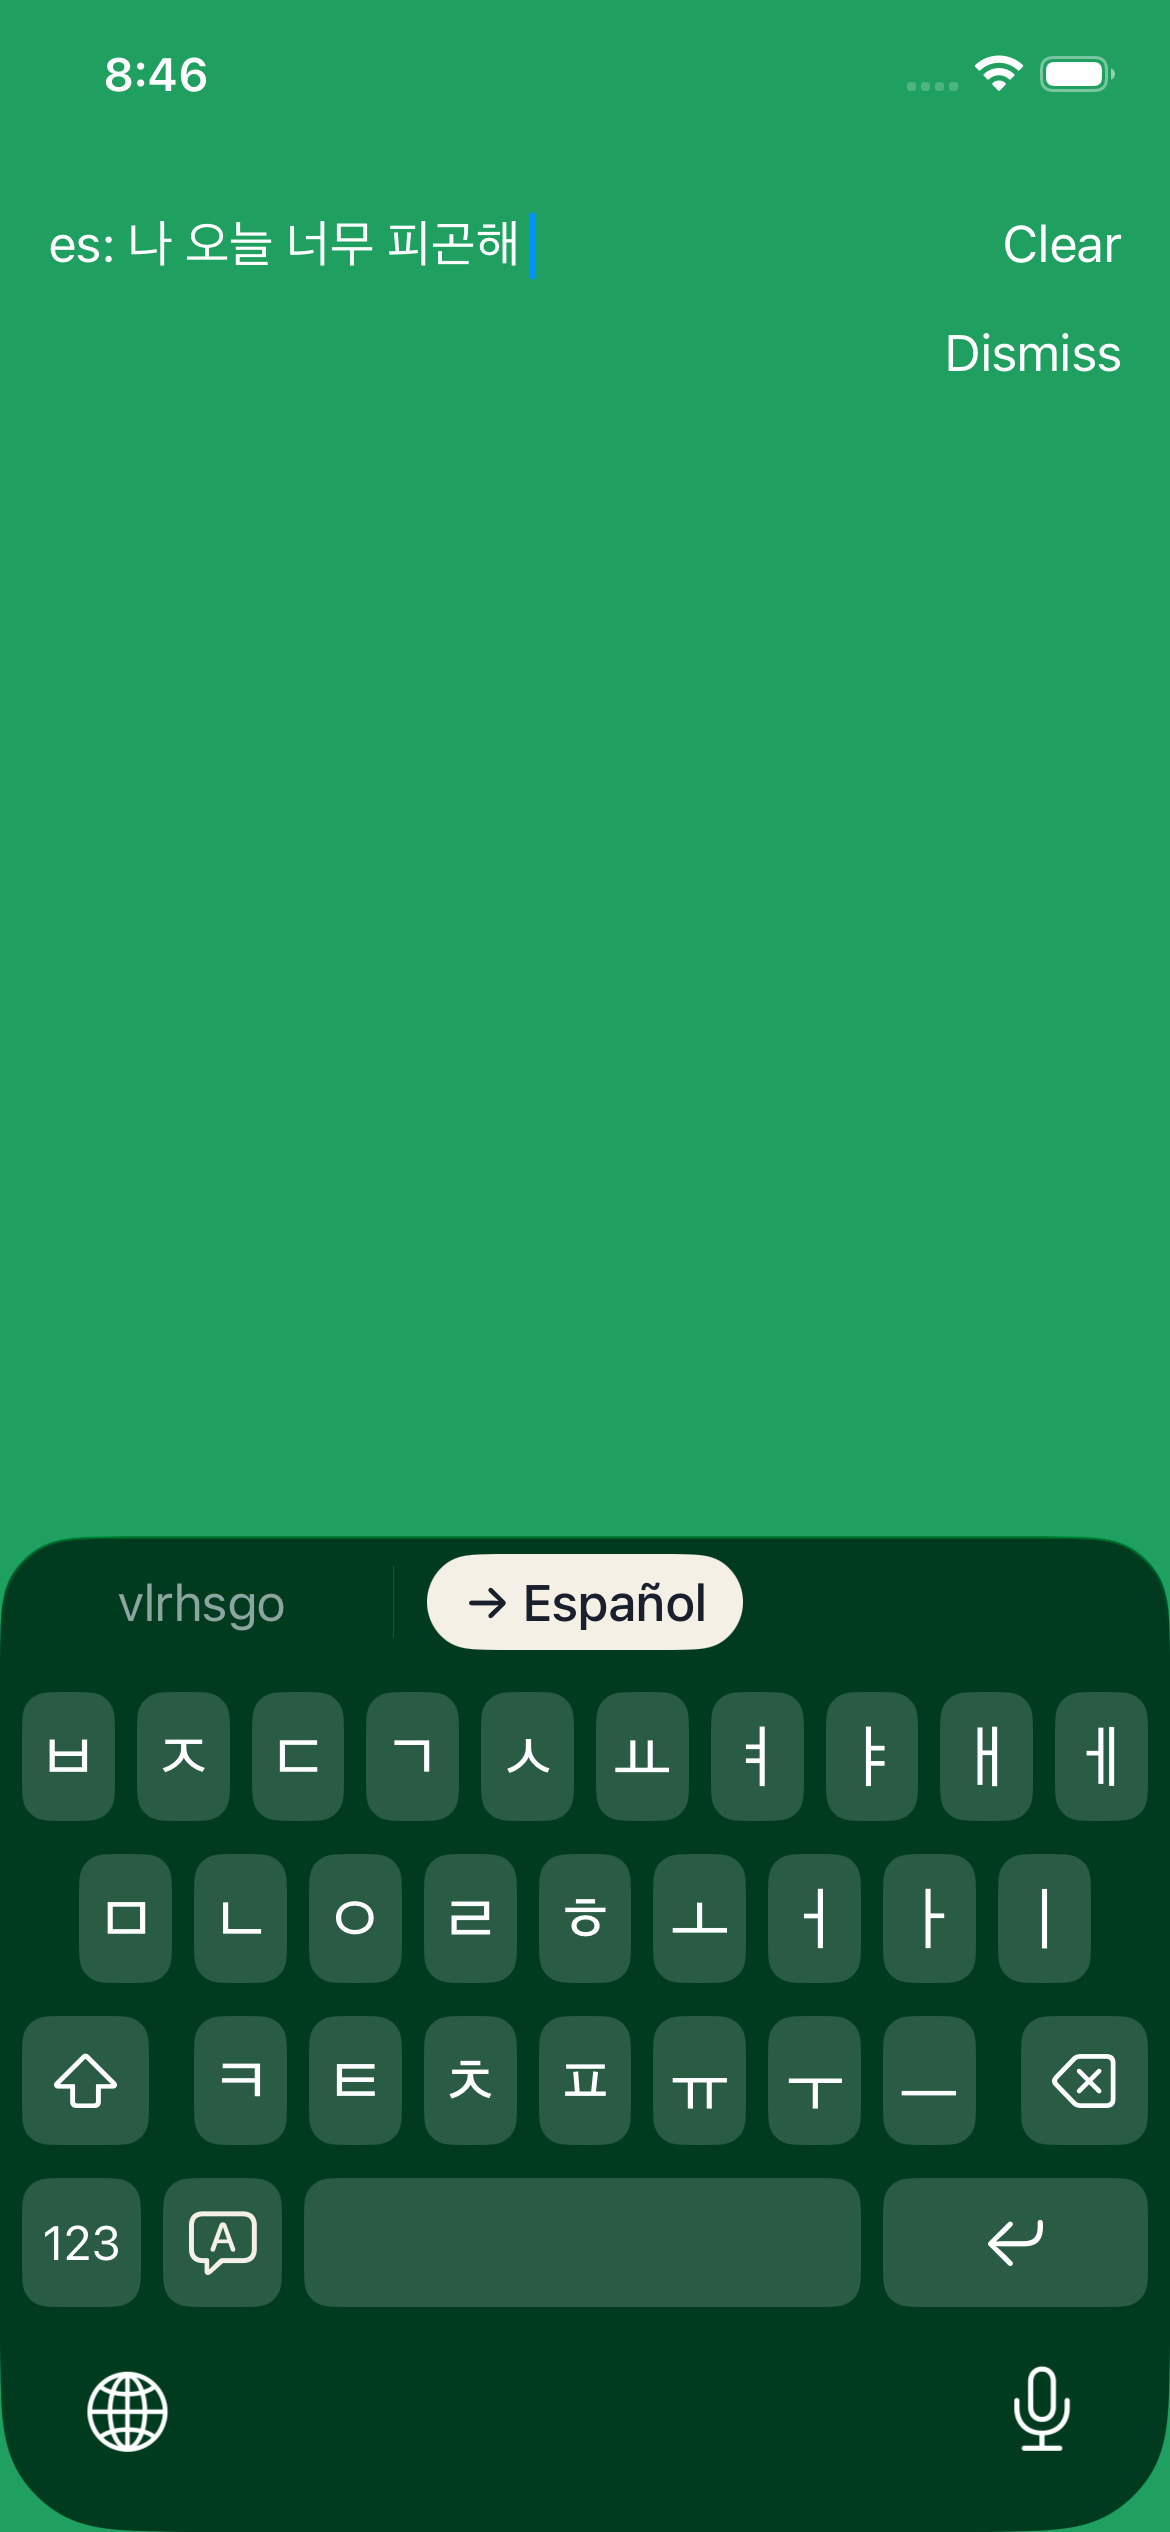 8:46
es: 나 오늘 너무 피곤해
Clear
Dismiss
vlrhsgo
→ Español
ㅂ ㅈ ㄷ ㄱ ㅅ ㅛ ㅕ ㅑ ㅐ ㅔ
ㅁ ㄴ ㅇ ㄹ ㅎ ㅗ ㅓ ㅏ ㅣ
ㅋ ㅌ ㅊ ㅍ ㅠ ㅜ ㅡ
123 A